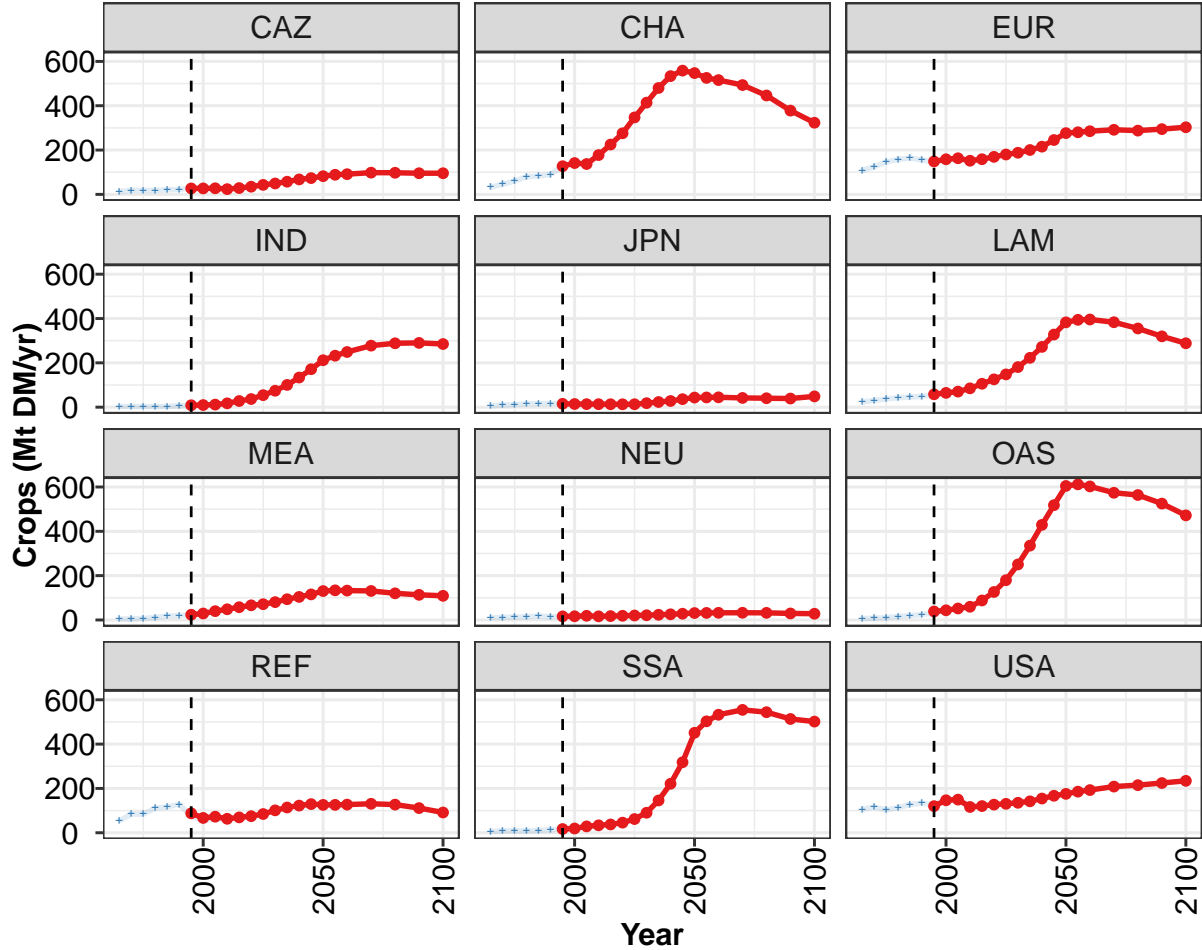 CAZ CHA EUR
600
400
200
0
IND JPN LAM
600
400
200
0
MEA NEU OAS
600
400
200
0
REF SSA USA
600
400
200
0
2000 2050 2100 2000 2050 2100 2000 2050 2100
Year
Crops (Mt DM/yr)